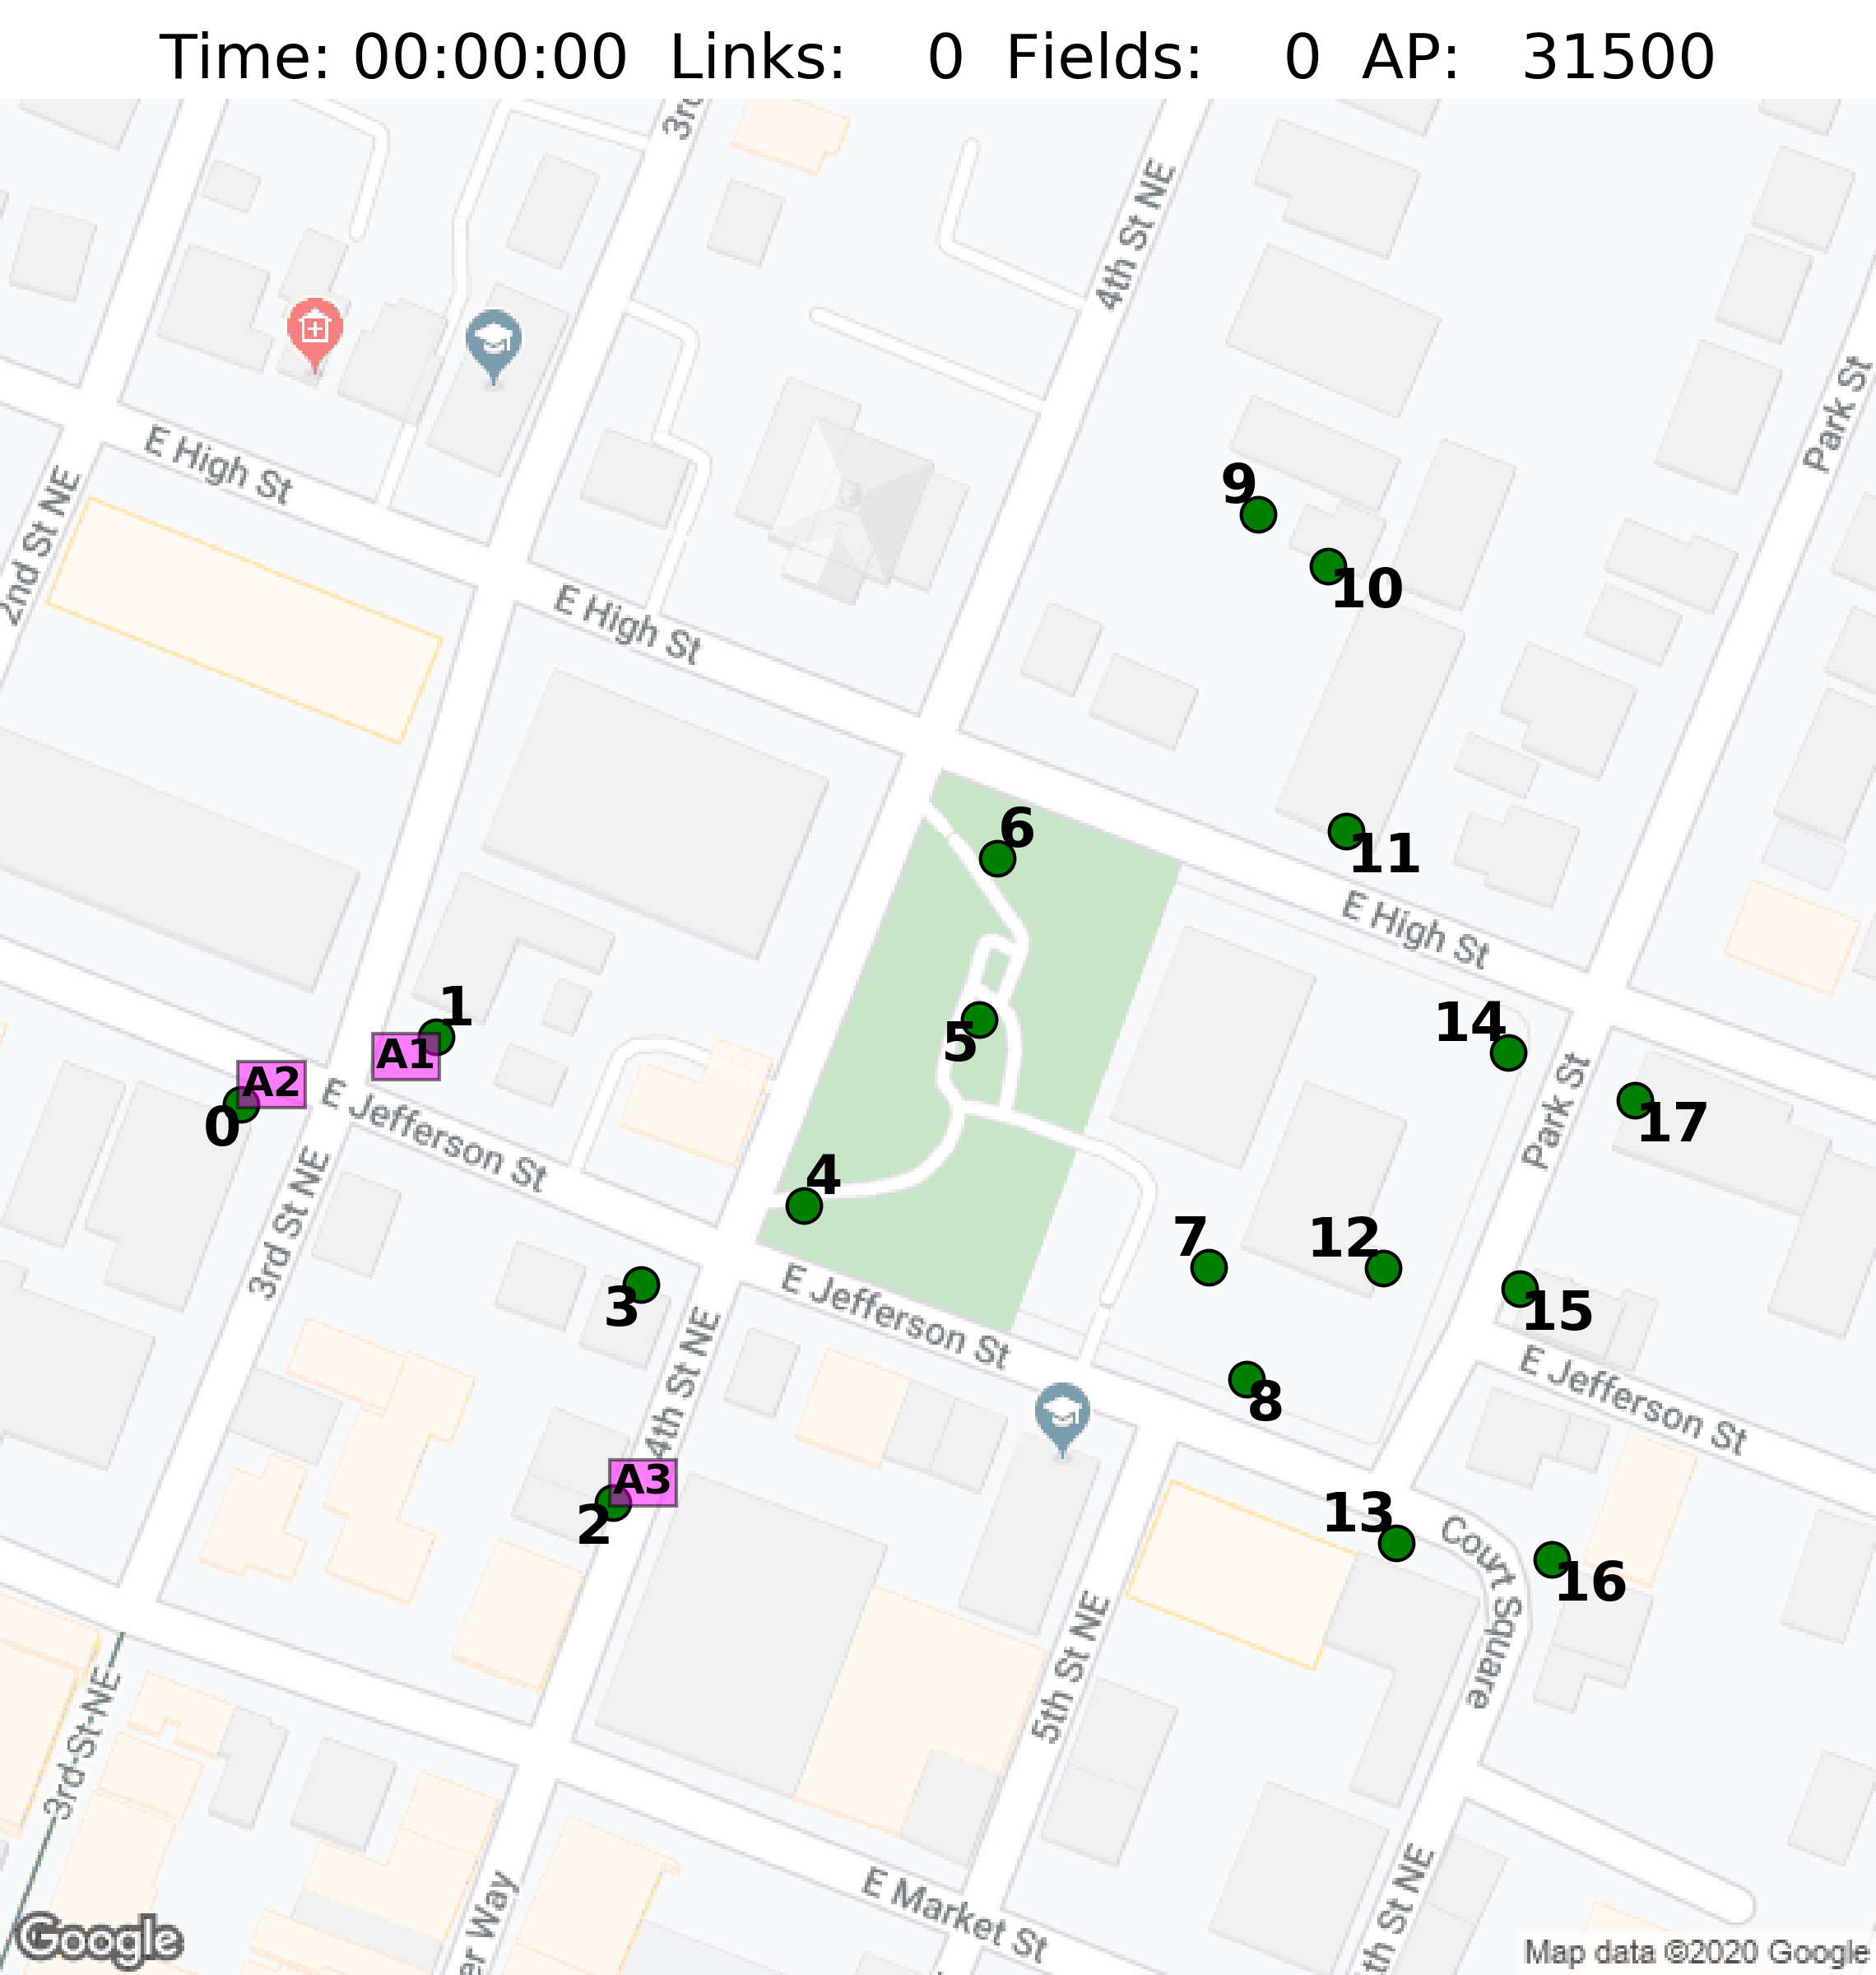 Time: 00:00:00 Links: 0 Fields: 0 AP: 31500
3rd
4th St NE
Park St
E High St
2nd St NE
9
10
E High St
6
11
E High St
1
14
5
A1
A2
0
E Jefferson St
Park St
17
4
3rd St NE
7
12
3
E Jefferson St
15
4th St NE
8
E Jefferson St
A3
2
13
Court Square
16
5th St NE
3rd St NE
E Market St
er Way
th St NE
Google
Map data ©2020 Google